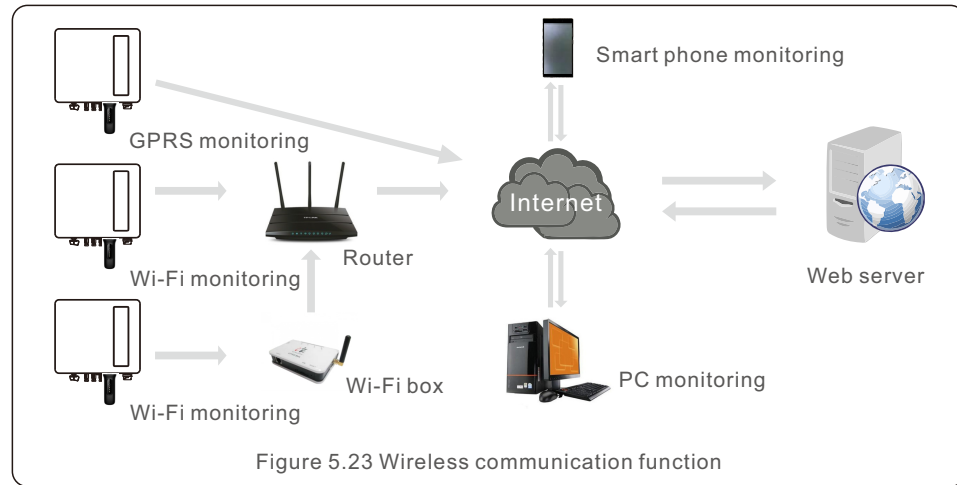 Smart phone monitoring
GPRS monitoring
Internet
Router
Wi-Fi monitoring
Web server
Wi-Fi box
PC monitoring
Wi-Fi monitoring
Figure 5.23 Wireless communication function